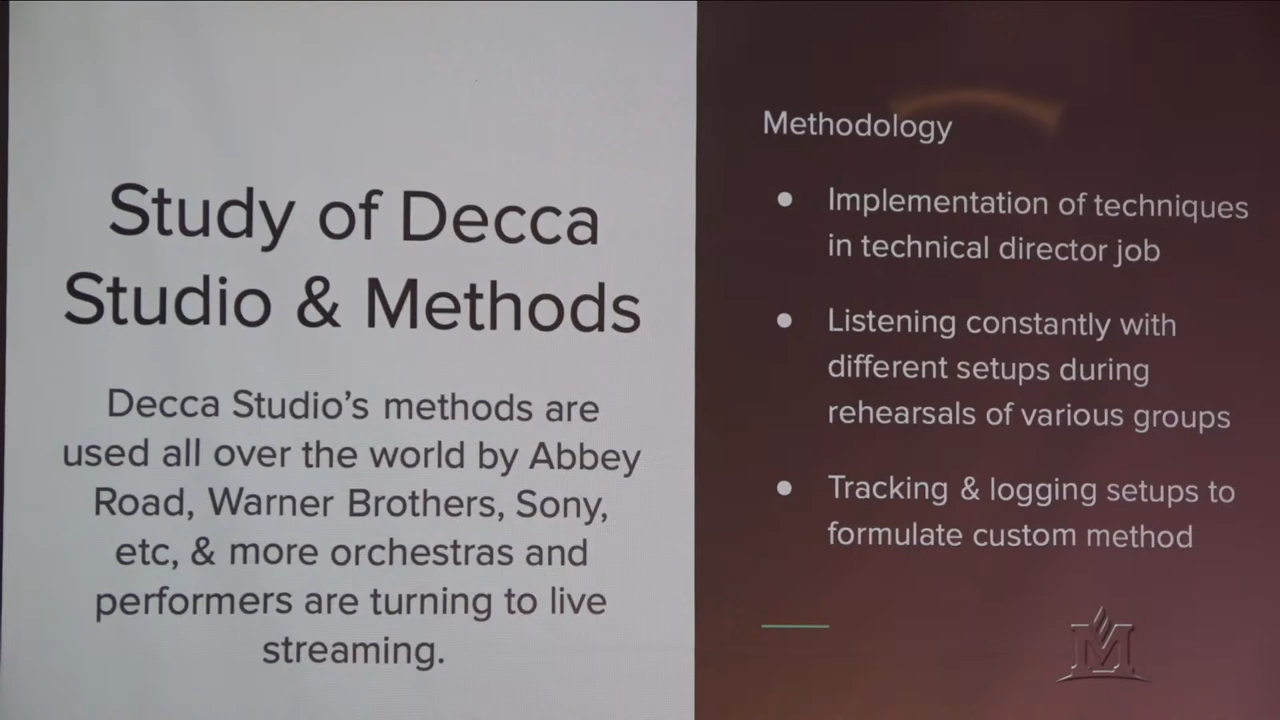 Study of Decca
Studio & Methods
Decca Studio's methods are
used all over the world by Abbey
Road, Warner Brothers, Sony,
etc, & more orchestras and
performers are turning to live
streaming.
Methodology
● Implementation of techniques
in technical director job
● Listening constantly with
different setups during
rehearsals of various groups
● Tracking & logging setups to
formulate custom method
M